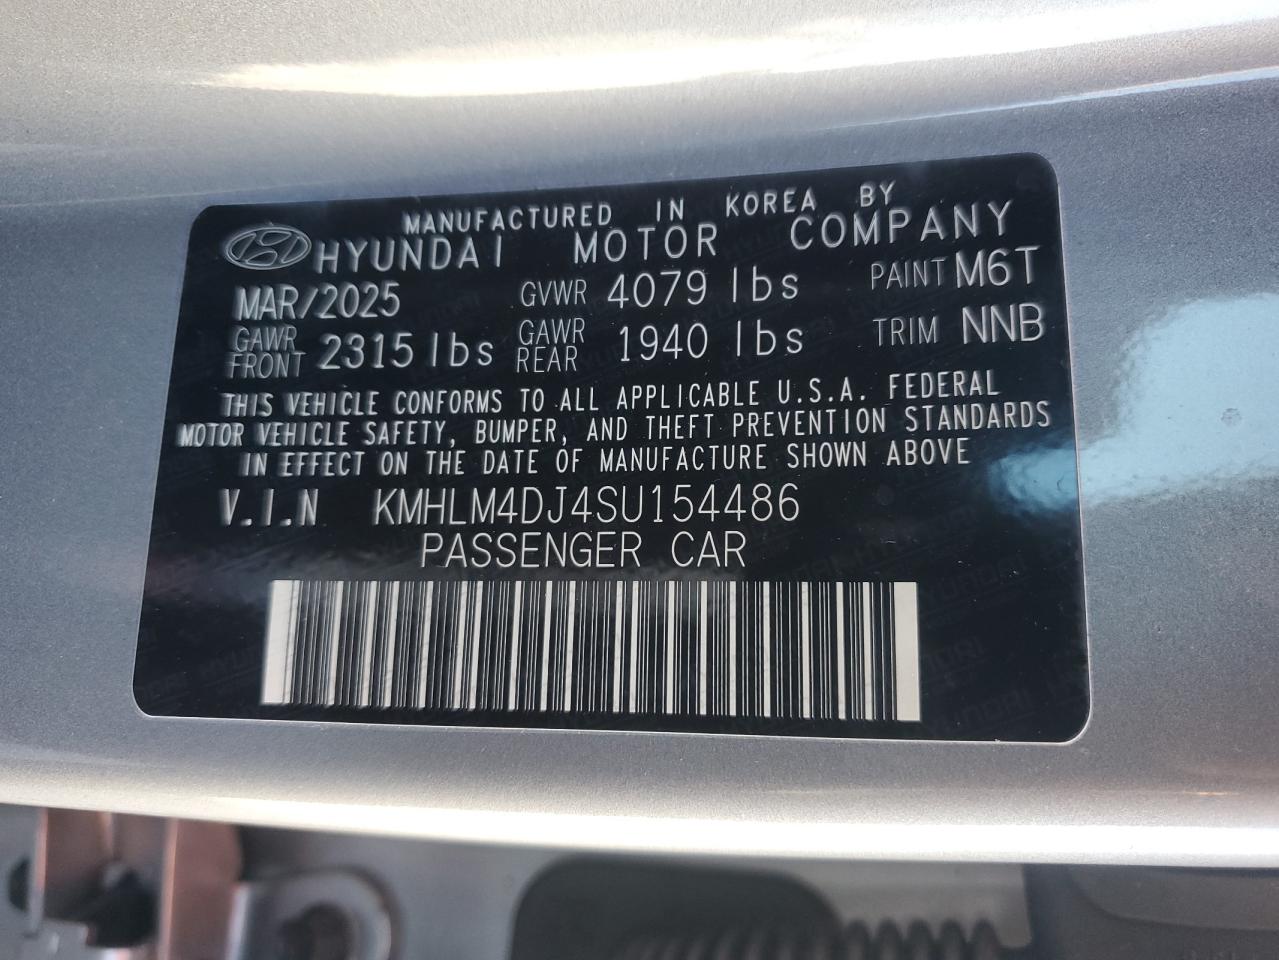 MANUFACTURED IN KOREA BY
HYUNDAI MOTOR COMPANY
MAR/2025 GVWR 4079 lbs PAINT M6T
GAWR FRONT 2315 lbs GAWR REAR 1940 lbs TRIM NNB
THIS VEHICLE CONFORMS TO ALL APPLICABLE U.S.A. FEDERAL
MOTOR VEHICLE SAFETY, BUMPER, AND THEFT PREVENTION STANDARDS
IN EFFECT ON THE DATE OF MANUFACTURE SHOWN ABOVE
V.I.N KMHLM4DJ4SU154486
PASSENGER CAR